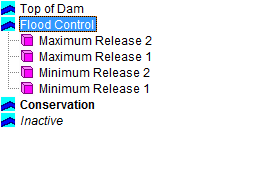 Top of Dam
Flood Control
Maximum Release 2
Maximum Release 1
Minimum Release 2
Minimum Release 1
Conservation
Inactive